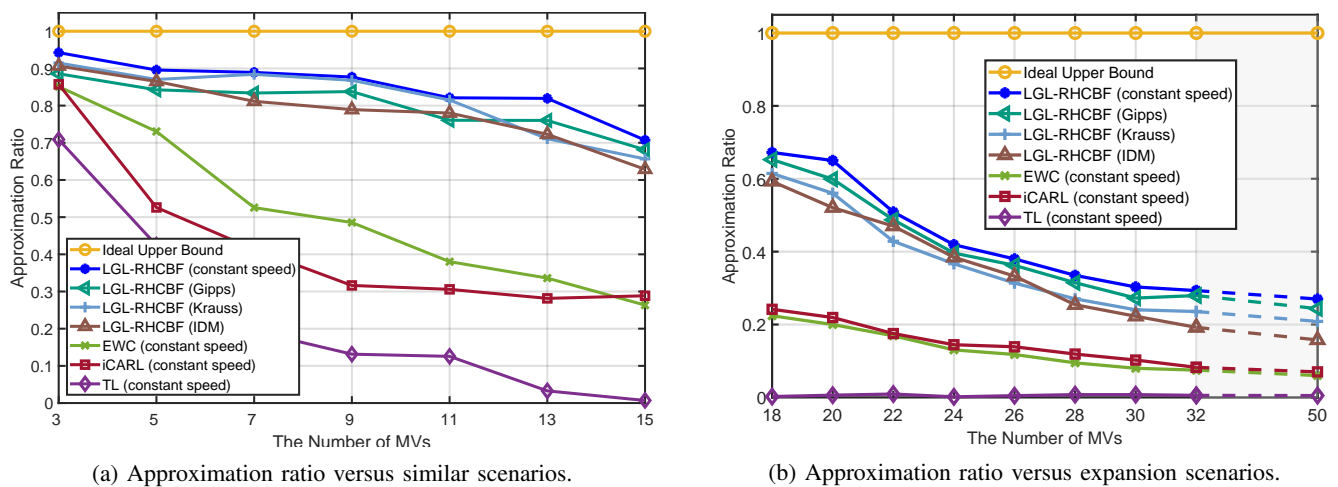 1
0.9
0.8
0.7
0.6
0.5
0.4
0.3
0.2
0.1
0
Approximation Ratio
Ideal Upper Bound
LGL-RHCBF (constant speed)
LGL-RHCBF (Gipps)
LGL-RHCBF (Krauss)
LGL-RHCBF (IDM)
EWC (constant speed)
iCARL (constant speed)
TL (constant speed)
3 5 7 9 11 13 15
The Number of MVs
(a) Approximation ratio versus similar scenarios.
1
0.8
0.6
0.4
0.2
0
Approximation Ratio
Ideal Upper Bound
LGL-RHCBF (constant speed)
LGL-RHCBF (Gipps)
LGL-RHCBF (Krauss)
LGL-RHCBF (IDM)
EWC (constant speed)
iCARL (constant speed)
TL (constant speed)
18 20 22 24 26 28 30 32 50
The Number of MVs
(b) Approximation ratio versus expansion scenarios.